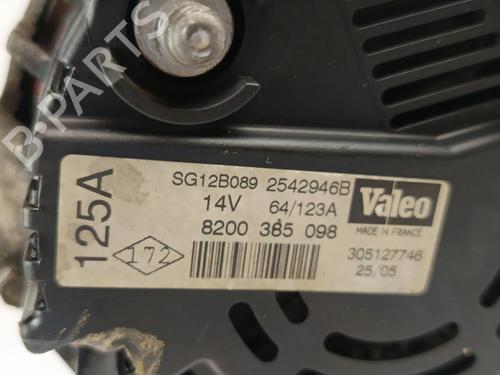 B-PARTS
125A
SG12B089 2542946B
14V 64/123A
8200 385 098
172
Valeo
MADE IN FRANCE
305127746
25/05